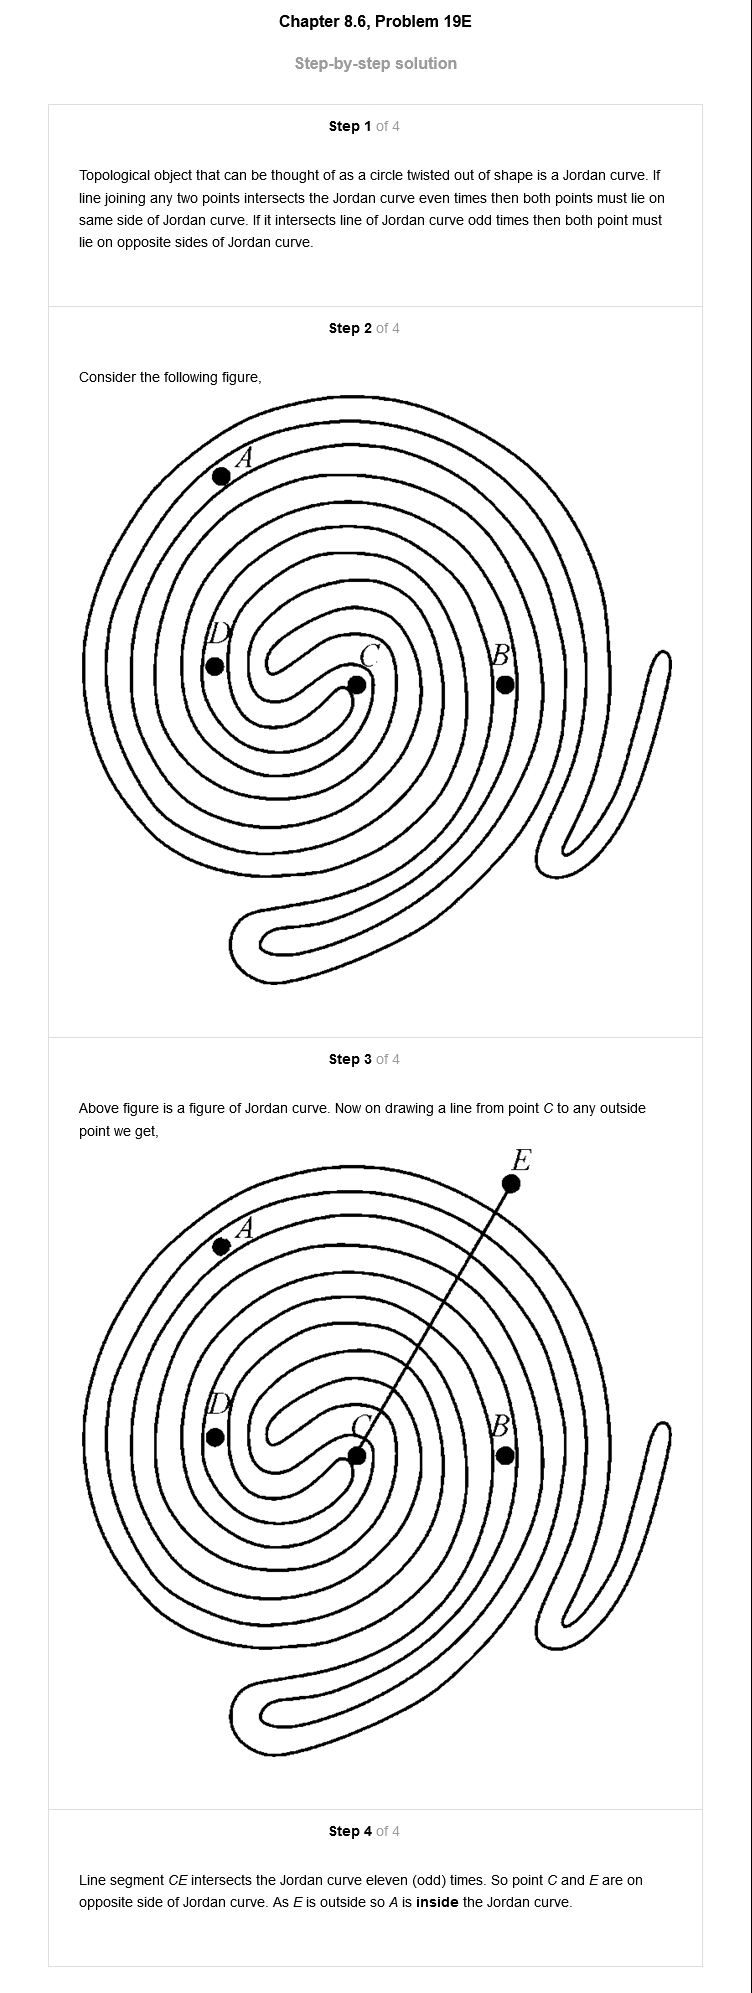 Chapter 8.6, Problem 19E
Step-by-step solution
Step 1 of 4
Topological object that can be thought of as a circle twisted out of shape is a Jordan curve. If
line joining any two points intersects the Jordan curve even times then both points must lie on
same side of Jordan curve. If it intersects line of Jordan curve odd times then both point must
lie on opposite sides of Jordan curve.
Step 2 of 4
Consider the following figure,
A
D
C
B
Step 3 of 4
Above figure is a figure of Jordan curve. Now on drawing a line from point C to any outside
point we get,
E
A
D
C
B
Step 4 of 4
Line segment CE intersects the Jordan curve eleven (odd) times. So point C and E are on
opposite side of Jordan curve. As E is outside so A is inside the Jordan curve.